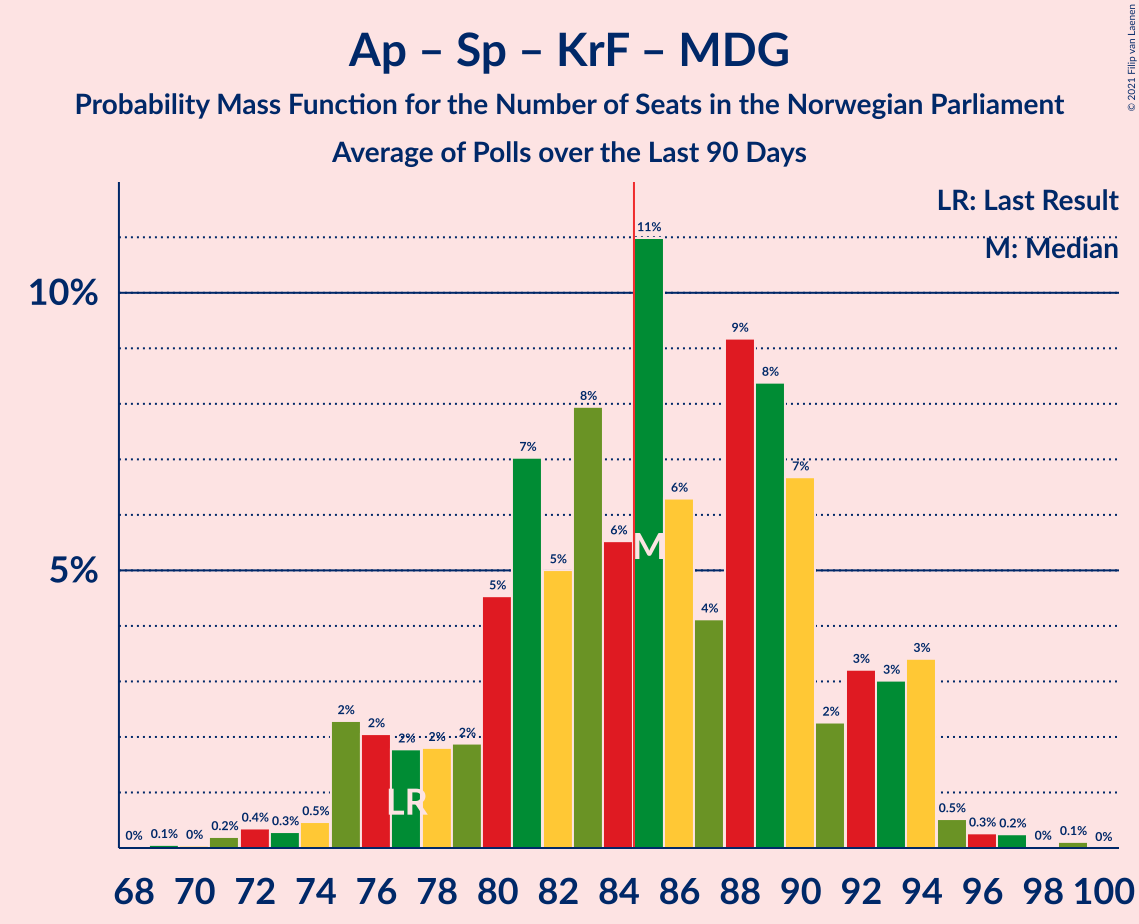 Ap – Sp – KrF – MDG
Probability Mass Function for the Number of Seats in the Norwegian Parliament
Average of Polls over the Last 90 Days
© 2021 Filip van Laenen
LR: Last Result
M: Median
10%
5%
0% 0.1% 0% 0.2% 0.4% 0.3% 0.5% 2% 2% 2% 2% 2% 5% 7% 5% 8% 6% 11% 6% 4% 9% 8% 7% 2% 3% 3% 3% 0.5% 0.3% 0.2% 0% 0.1% 0%
M
LR
68 70 72 74 76 78 80 82 84 86 88 90 92 94 96 98 100